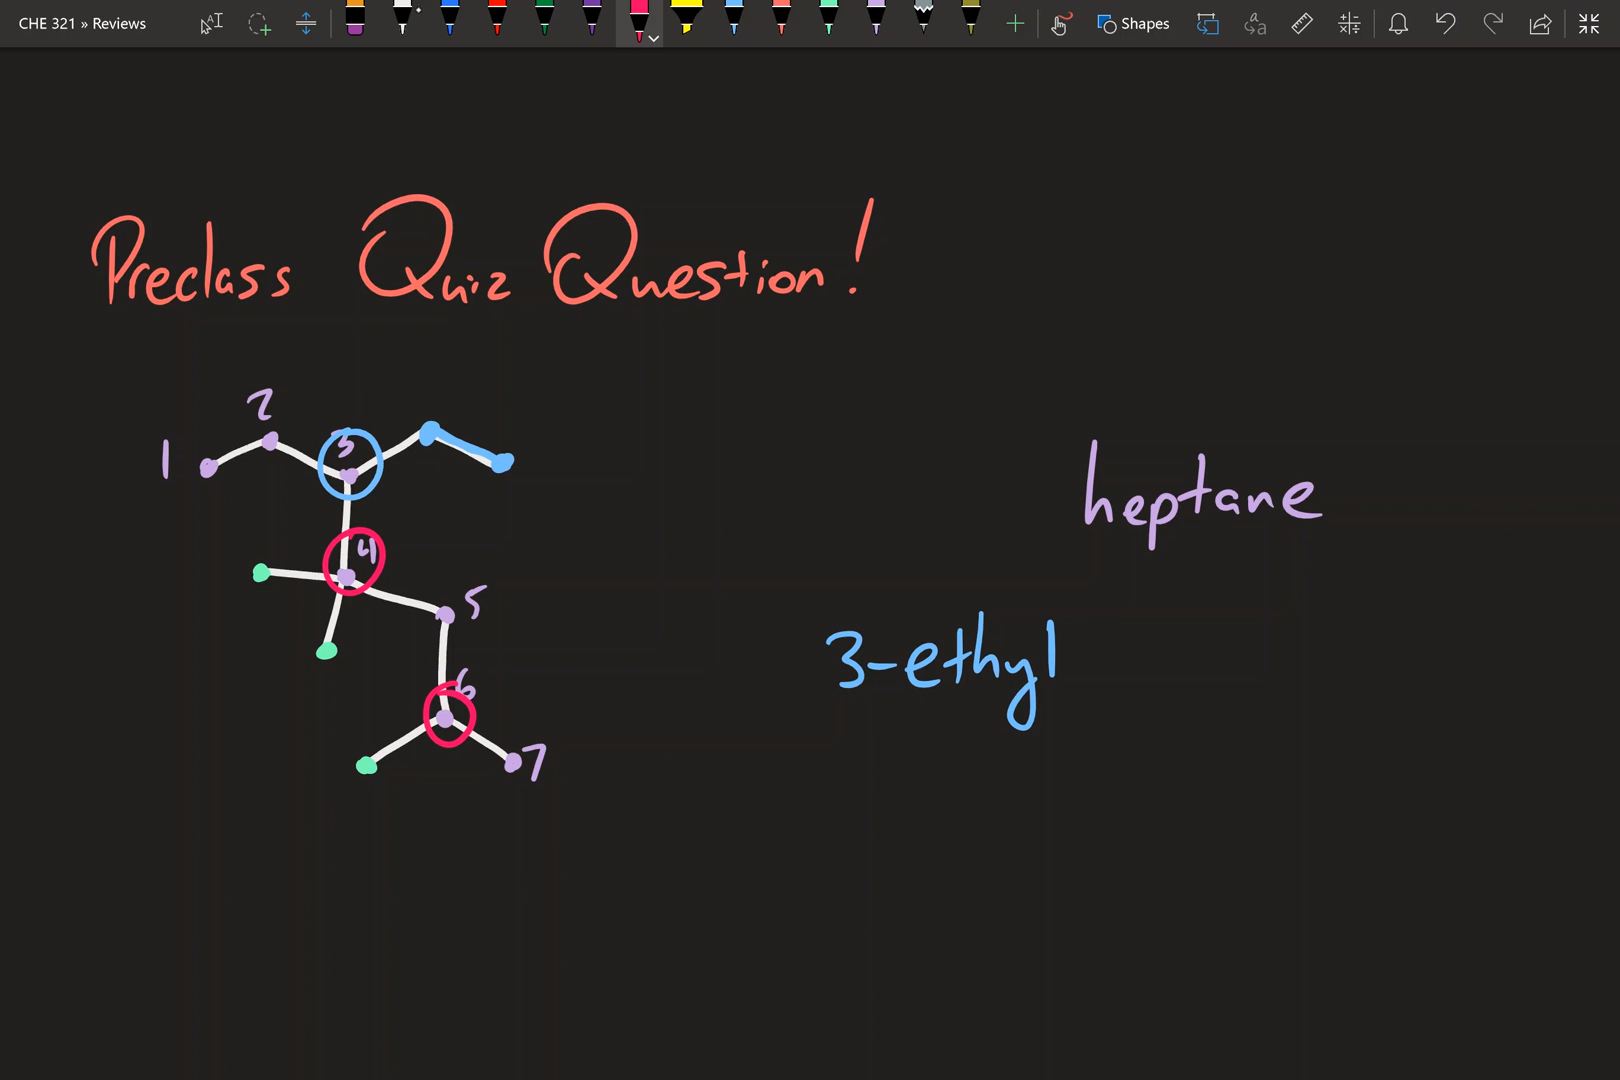 CHE 321 » Reviews
Shapes
Preclass Quiz Question!
2
1
3
4
5
6
7
heptane
3-ethyl